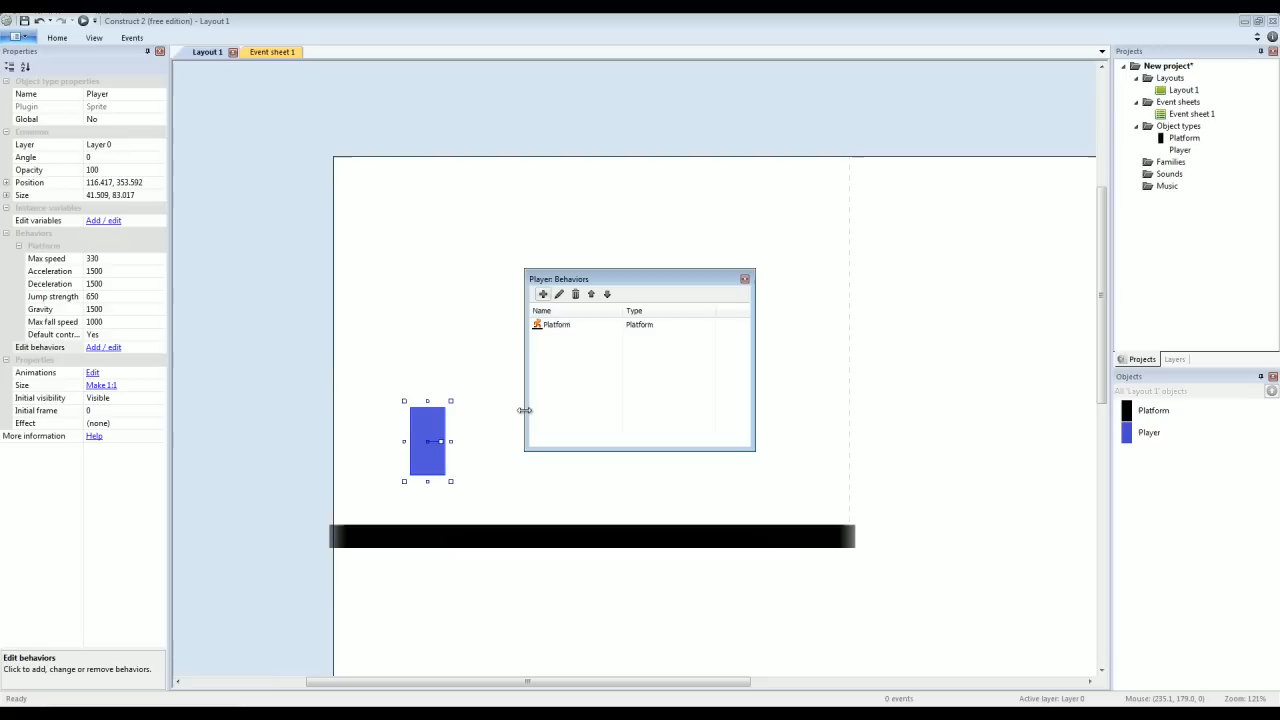 Construct 2 (free edition) - Layout 1
Home View Events
Properties
Object type properties
Name Player
Plugin Sprite
Global No
Common
Layer Layer 0
Angle 0
Opacity 100
Position 116.417, 353.592
Size 41.509, 83.017
Instance variables
Edit variables Add / edit
Behaviors
Platform
Max speed 330
Acceleration 1500
Deceleration 1500
Jump strength 650
Gravity 1500
Max fall speed 1000
Default contr... Yes
Edit behaviors Add / edit
Properties
Animations Edit
Size Make 1:1
Initial visibility Visible
Initial frame 0
Effect (none)
More information Help
Edit behaviors
Click to add, change or remove behaviors.
Layout 1 Event sheet 1
Player: Behaviors
Name Type
Platform Platform
Projects
New project*
Layouts
Layout 1
Event sheets
Event sheet 1
Object types
Platform
Player
Families
Sounds
Music
Projects Layers
Objects
All 'Layout 1' objects
Platform
Player
Ready 0 events Active layer: Layer 0 Mouse: (235.1, 179.0, 0) Zoom: 121%